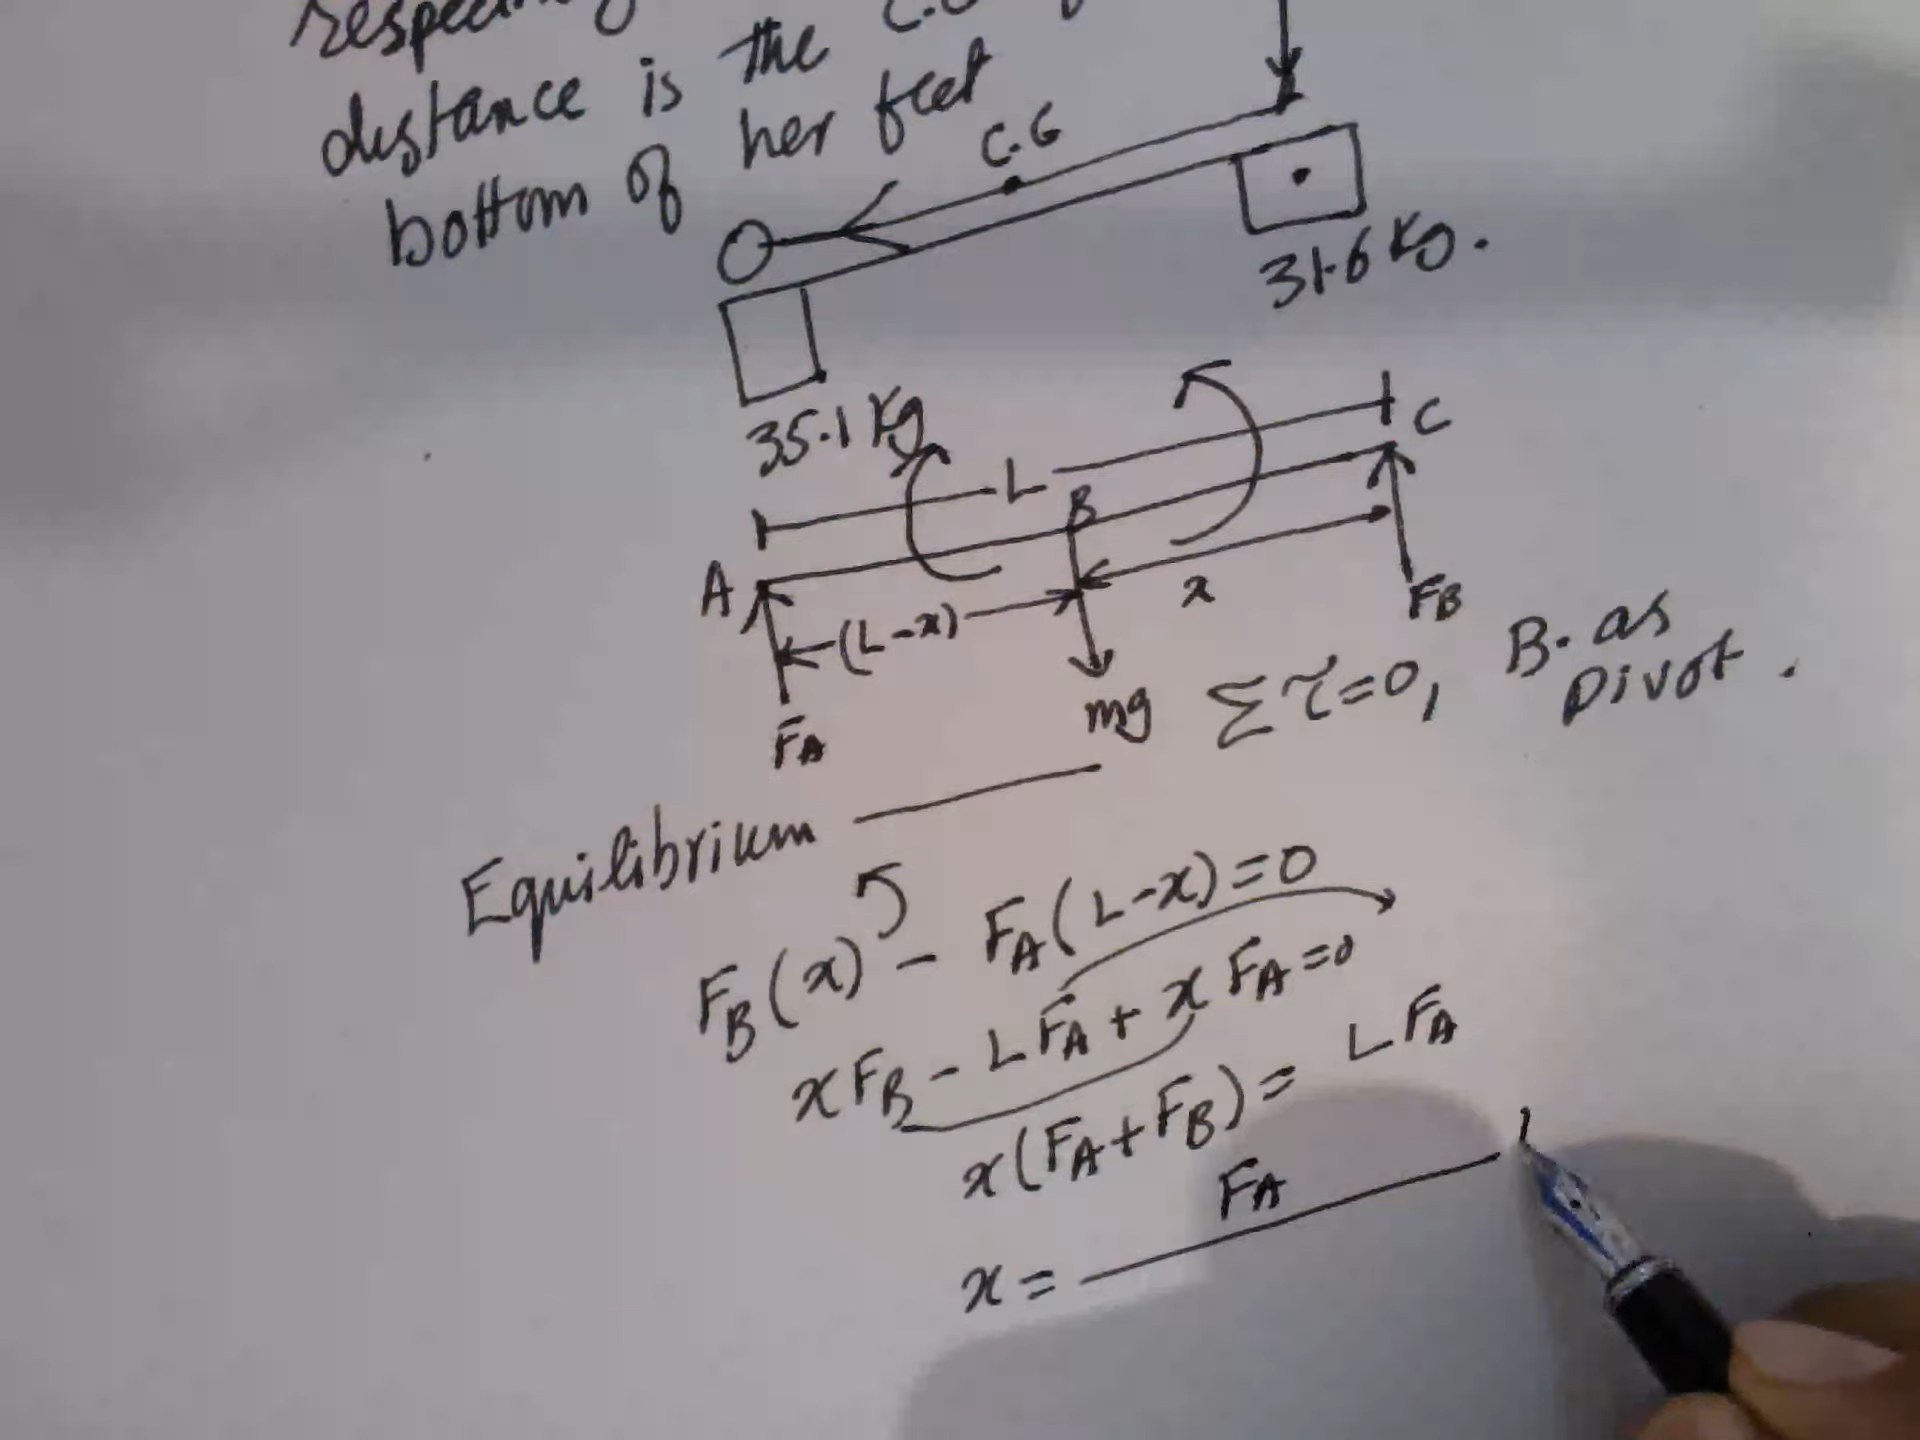 distance is the
bottom of her feet
C.G
31.6 Kg.
35.1 Kg
L
C
B
A
(L-x)
x
FB
FA
mg
Στ=0, B. as
pivot.
Equilibrium
FB(x) - FA(L-x)=0
xFB - LFA + xFA=0
x(FA+FB) = LFA
x = FA